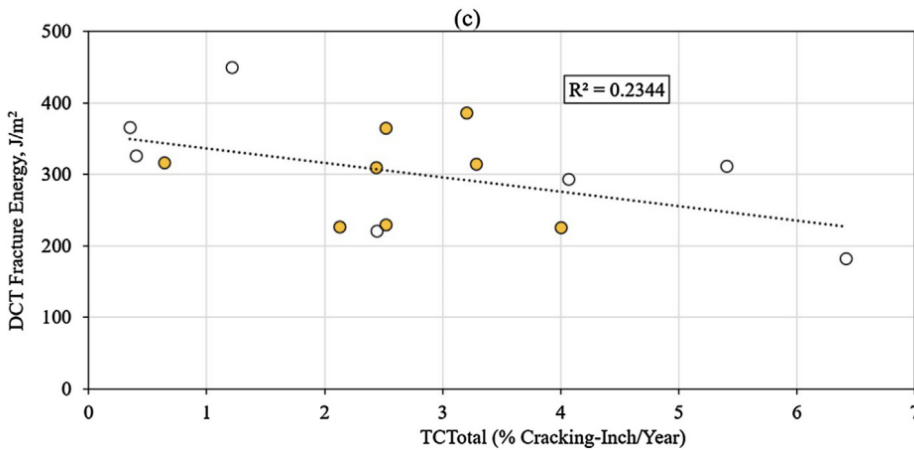 (c)
500
400
300
200
100
0
DCT Fracture Energy, J/m²
R² = 0.2344
0 1 2 3 4 5 6 7
TCTotal (% Cracking-Inch/Year)